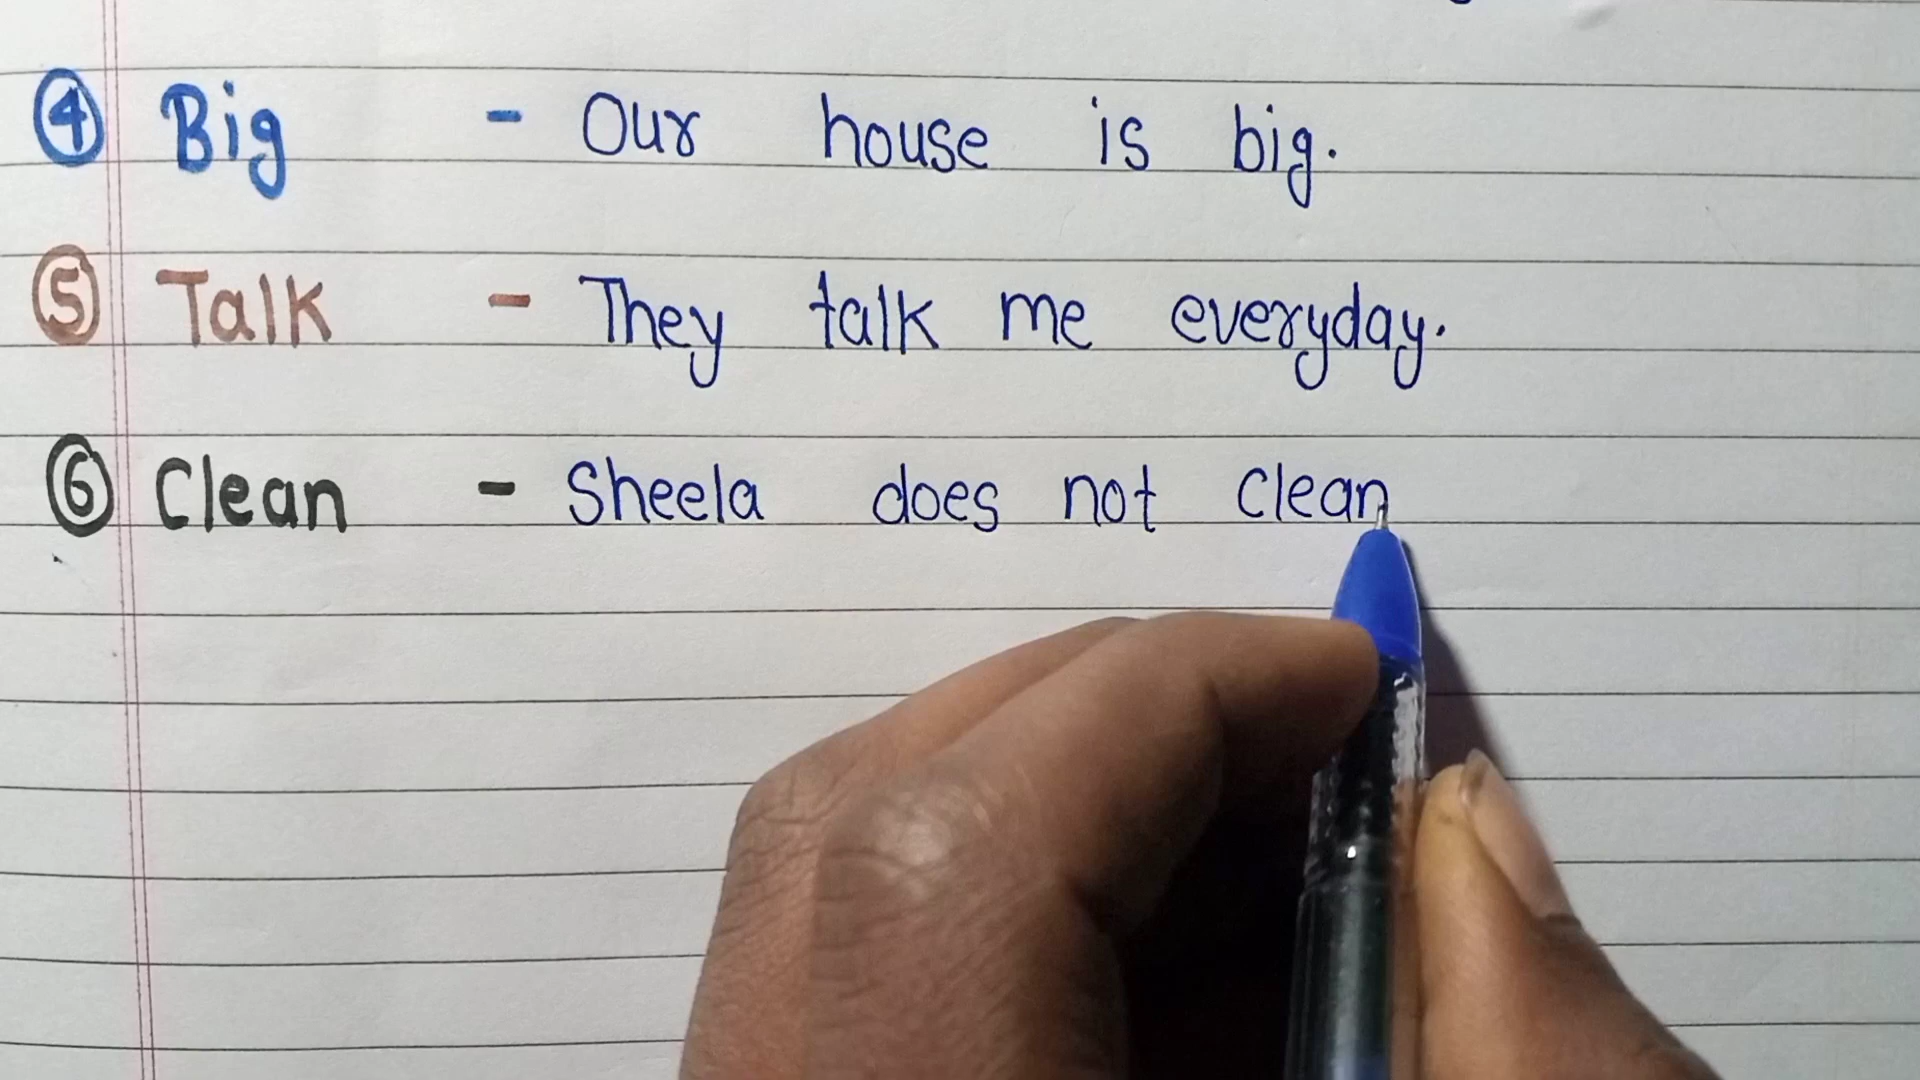 ④ Big - Our house is big.
⑤ Talk - They talk me everyday.
⑥ Clean - Sheela does not clean